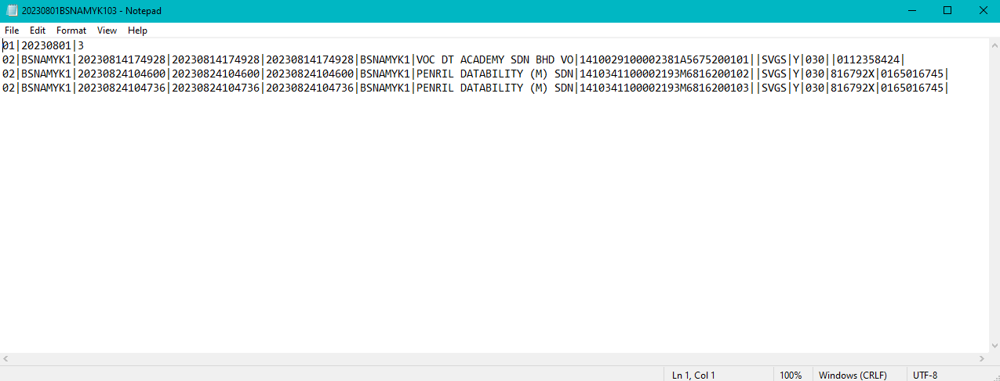 20230801BSNAMYK103 - Notepad
File Edit Format View Help
01|20230801|3
02|BSNAMYK1|20230814174928|20230814174928|20230814174928|BSNAMYK1|VOC DT ACADEMY SDN BHD VO|1410029100002381A5675200101||SVGS|Y|030||0112358424|
02|BSNAMYK1|20230824104600|20230824104600|20230824104600|BSNAMYK1|PENRIL DATABILITY (M) SDN|1410341100002193M6816200102||SVGS|Y|030|816792X|0165016745|
02|BSNAMYK1|20230824104736|20230824104736|20230824104736|BSNAMYK1|PENRIL DATABILITY (M) SDN|1410341100002193M6816200103||SVGS|Y|030|816792X|0165016745|
Ln 1, Col 1 100% Windows (CRLF) UTF-8